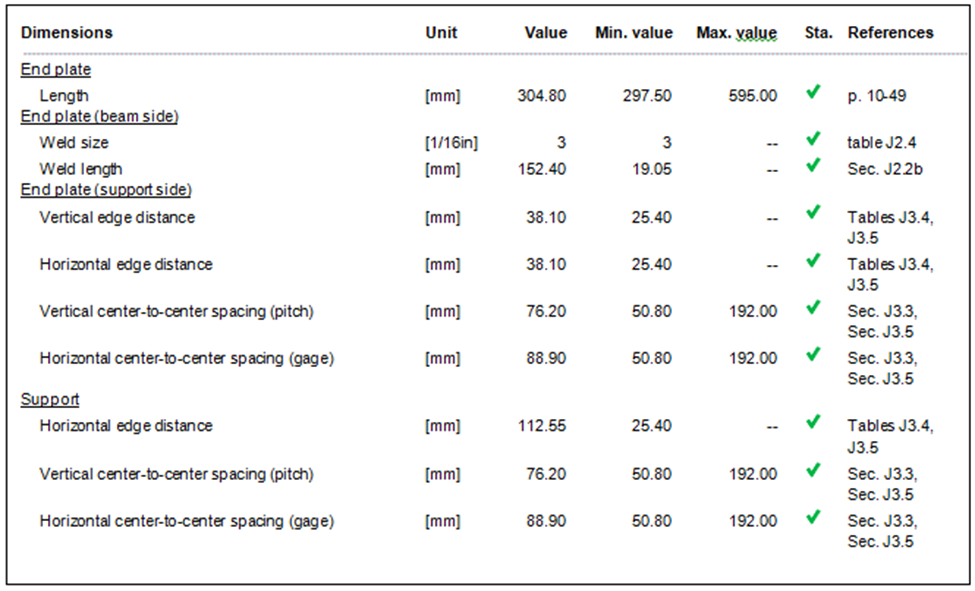 Dimensions Unit Value Min. value Max. value Sta. References
End plate
Length [mm] 304.80 297.50 595.00 ✓ p. 10-49
End plate (beam side)
Weld size [1/16in] 3 3 -- ✓ table J2.4
Weld length [mm] 152.40 19.05 -- ✓ Sec. J2.2b
End plate (support side)
Vertical edge distance [mm] 38.10 25.40 -- ✓ Tables J3.4,
J3.5
Horizontal edge distance [mm] 38.10 25.40 -- ✓ Tables J3.4,
J3.5
Vertical center-to-center spacing (pitch) [mm] 76.20 50.80 192.00 ✓ Sec. J3.3,
Sec. J3.5
Horizontal center-to-center spacing (gage) [mm] 88.90 50.80 192.00 ✓ Sec. J3.3,
Sec. J3.5
Support
Horizontal edge distance [mm] 112.55 25.40 -- ✓ Tables J3.4,
J3.5
Vertical center-to-center spacing (pitch) [mm] 76.20 50.80 192.00 ✓ Sec. J3.3,
Sec. J3.5
Horizontal center-to-center spacing (gage) [mm] 88.90 50.80 192.00 ✓ Sec. J3.3,
Sec. J3.5